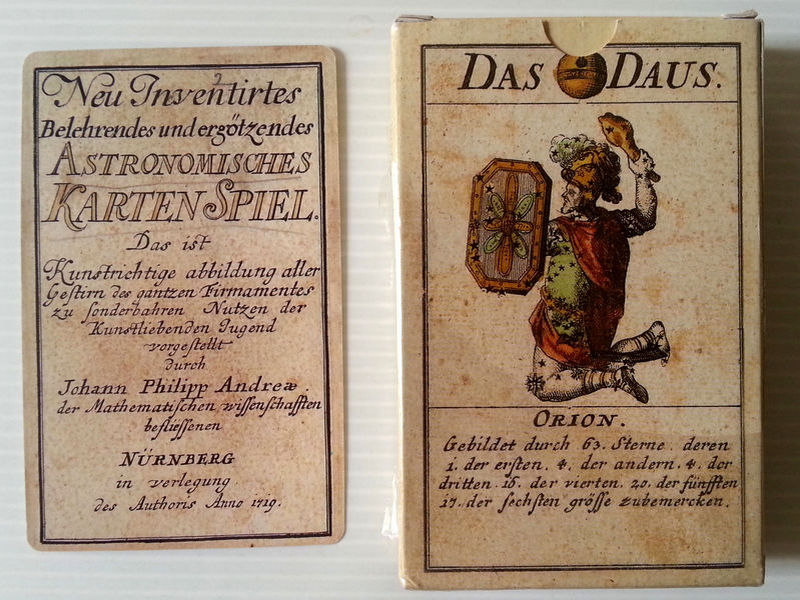 Neu Inventirtes
Belehrendes und ergötzendes
ASTRONOMISCHES
KARTEN SPIEL.
Das ist
Kunstrichtige abbildung aller
Gestirn des gantzen Firmamentes
zu sonderbahren Nutzen der
Kunstliebenden Jugend
vorgestellt
durch
Johann Philipp Andreæ.
der Mathematischen wissenschafften
beflissenen
NÜRNBERG
in verlegung
des Authoris Anno 1719.
DAS DAUS.
ORION.
Gebildet durch 63. Sterne. deren
1. der ersten. 4. der andern. 4. der
dritten. 16. der vierten. 20. der fünfften
17. der sechsten grösse zubemercken.